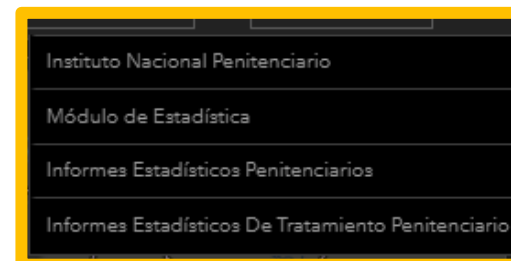 Instituto Nacional Penitenciario
Módulo de Estadística
Informes Estadísticos Penitenciarios
Informes Estadísticos De Tratamiento Penitenciario